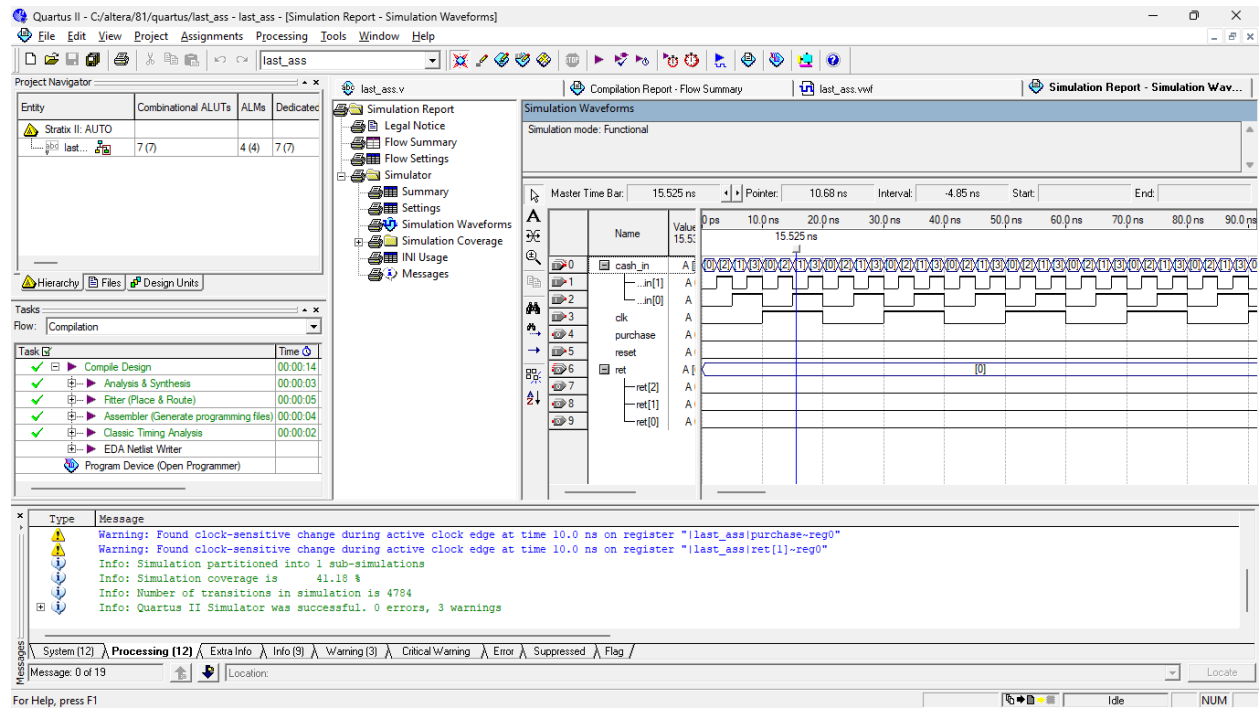 Quartus II - C:/altera/81/quartus/last_ass - last_ass - [Simulation Report - Simulation Waveforms]
File Edit View Project Assignments Processing Tools Window Help
last_ass
Project Navigator
Entity Combinational ALUTs ALMs Dedicated
Stratix II: AUTO
last... 7 (7) 4 (4) 7 (7)
Hierarchy Files Design Units
Tasks
Flow: Compilation
Task Time
Compile Design 00:00:14
Analysis & Synthesis 00:00:03
Fitter (Place & Route) 00:00:05
Assembler (Generate programming files) 00:00:04
Classic Timing Analysis 00:00:02
EDA Netlist Writer
Program Device (Open Programmer)
last_ass.v Compilation Report - Flow Summary last_ass.vwf Simulation Report - Simulation Wav...
Simulation Report
Legal Notice
Flow Summary
Flow Settings
Simulator
Summary
Settings
Simulation Waveforms
Simulation Coverage
INI Usage
Messages
Simulation Waveforms
Simulation mode: Functional
Master Time Bar: 15.525 ns Pointer: 10.68 ns Interval: -4.85 ns Start: End:
Name Value 15.53
0 ps 10.0 ns 20.0 ns 30.0 ns 40.0 ns 50.0 ns 60.0 ns 70.0 ns 80.0 ns 90.0 ns
15.525 ns
0 cash_in A [
1 ...in[1] A
2 ...in[0] A
3 clk A
4 purchase A
5 reset A
6 ret A [ [0]
7 ret[2] A
8 ret[1] A
9 ret[0] A
Type Message
Warning: Found clock-sensitive change during active clock edge at time 10.0 ns on register "|last_ass|purchase~reg0"
Warning: Found clock-sensitive change during active clock edge at time 10.0 ns on register "|last_ass|ret[1]~reg0"
Info: Simulation partitioned into 1 sub-simulations
Info: Simulation coverage is 41.18 %
Info: Number of transitions in simulation is 4784
Info: Quartus II Simulator was successful. 0 errors, 3 warnings
Messages
System (12) Processing (12) Extra Info Info (9) Warning (3) Critical Warning Error Suppressed Flag
Message: 0 of 19 Location: Locate
For Help, press F1 Idle NUM